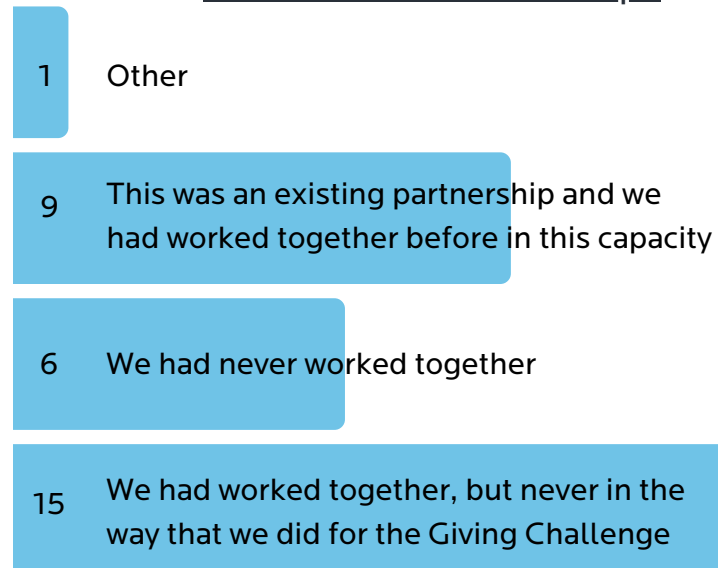 1 Other
9 This was an existing partnership and we
had worked together before in this capacity
6 We had never worked together
15 We had worked together, but never in the
way that we did for the Giving Challenge